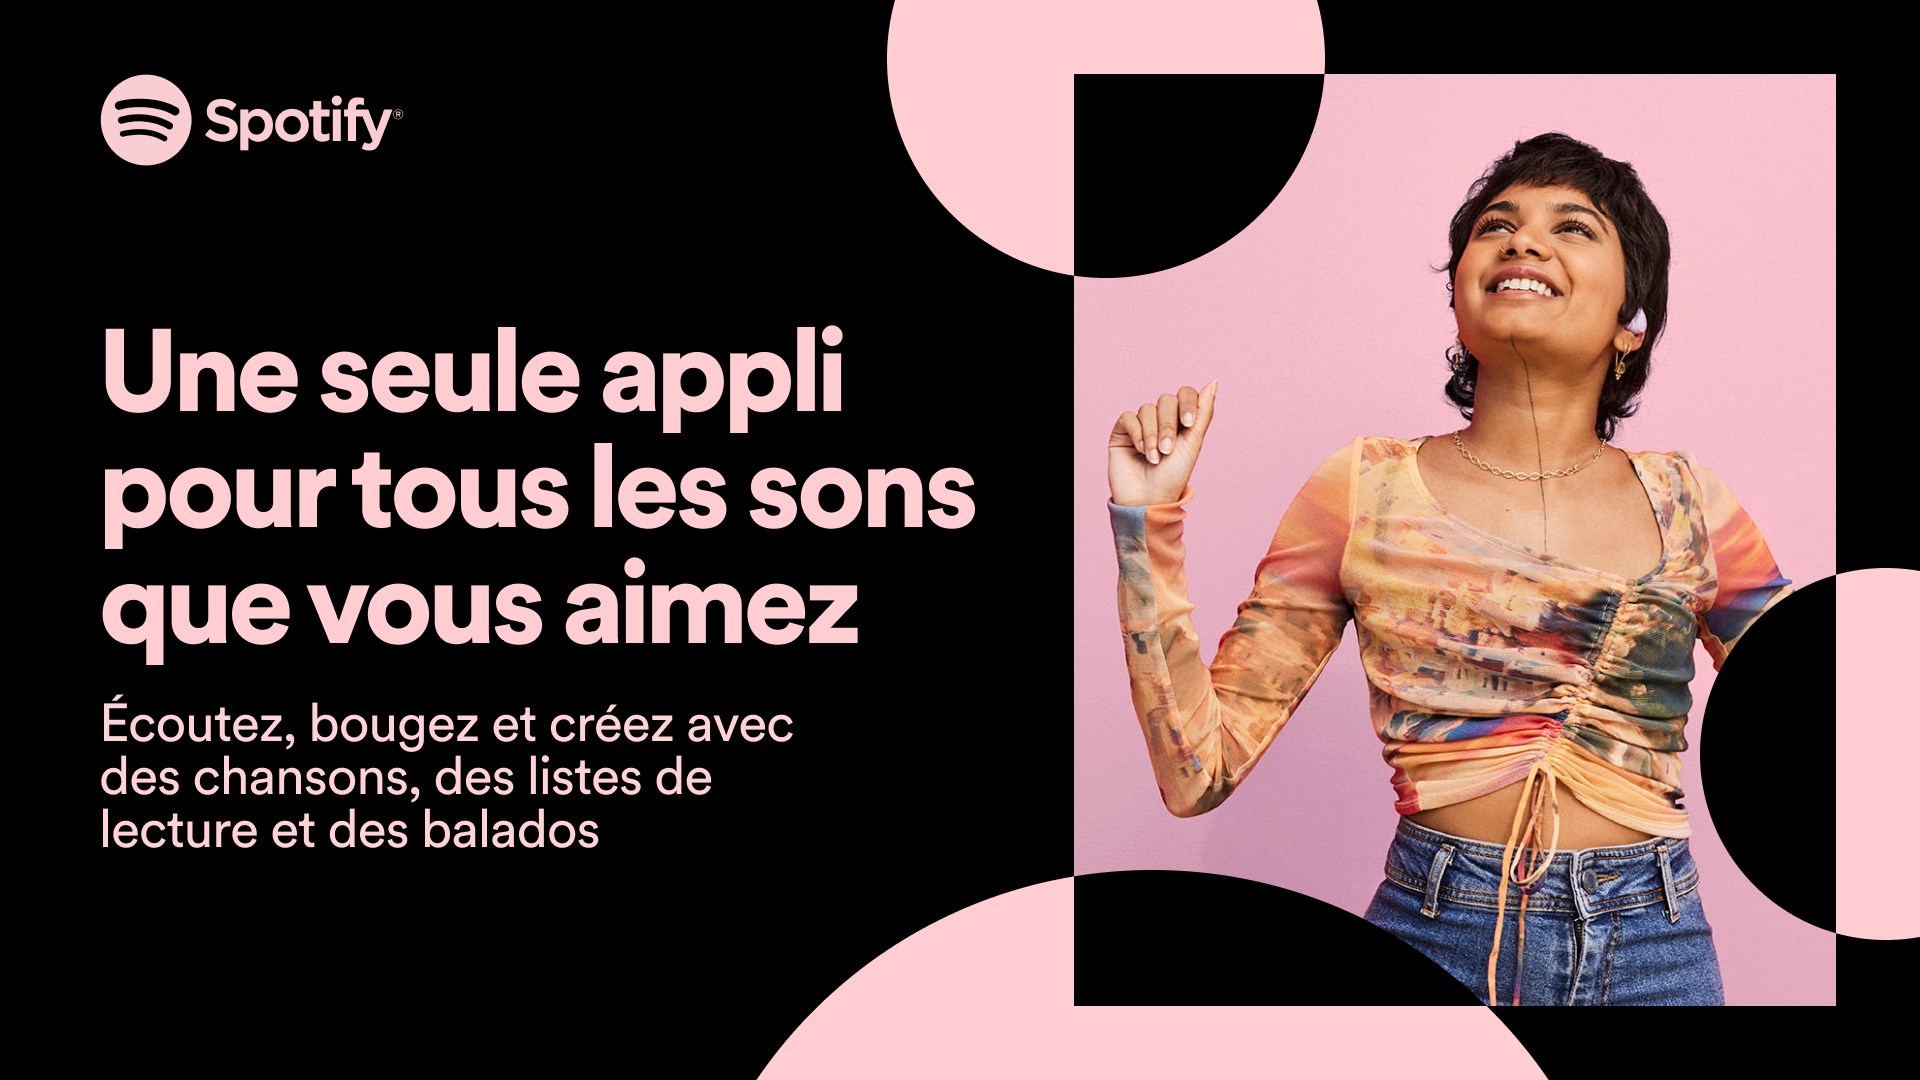 Spotify®
Une seule appli
pour tous les sons
que vous aimez
Écoutez, bougez et créez avec
des chansons, des listes de
lecture et des balados